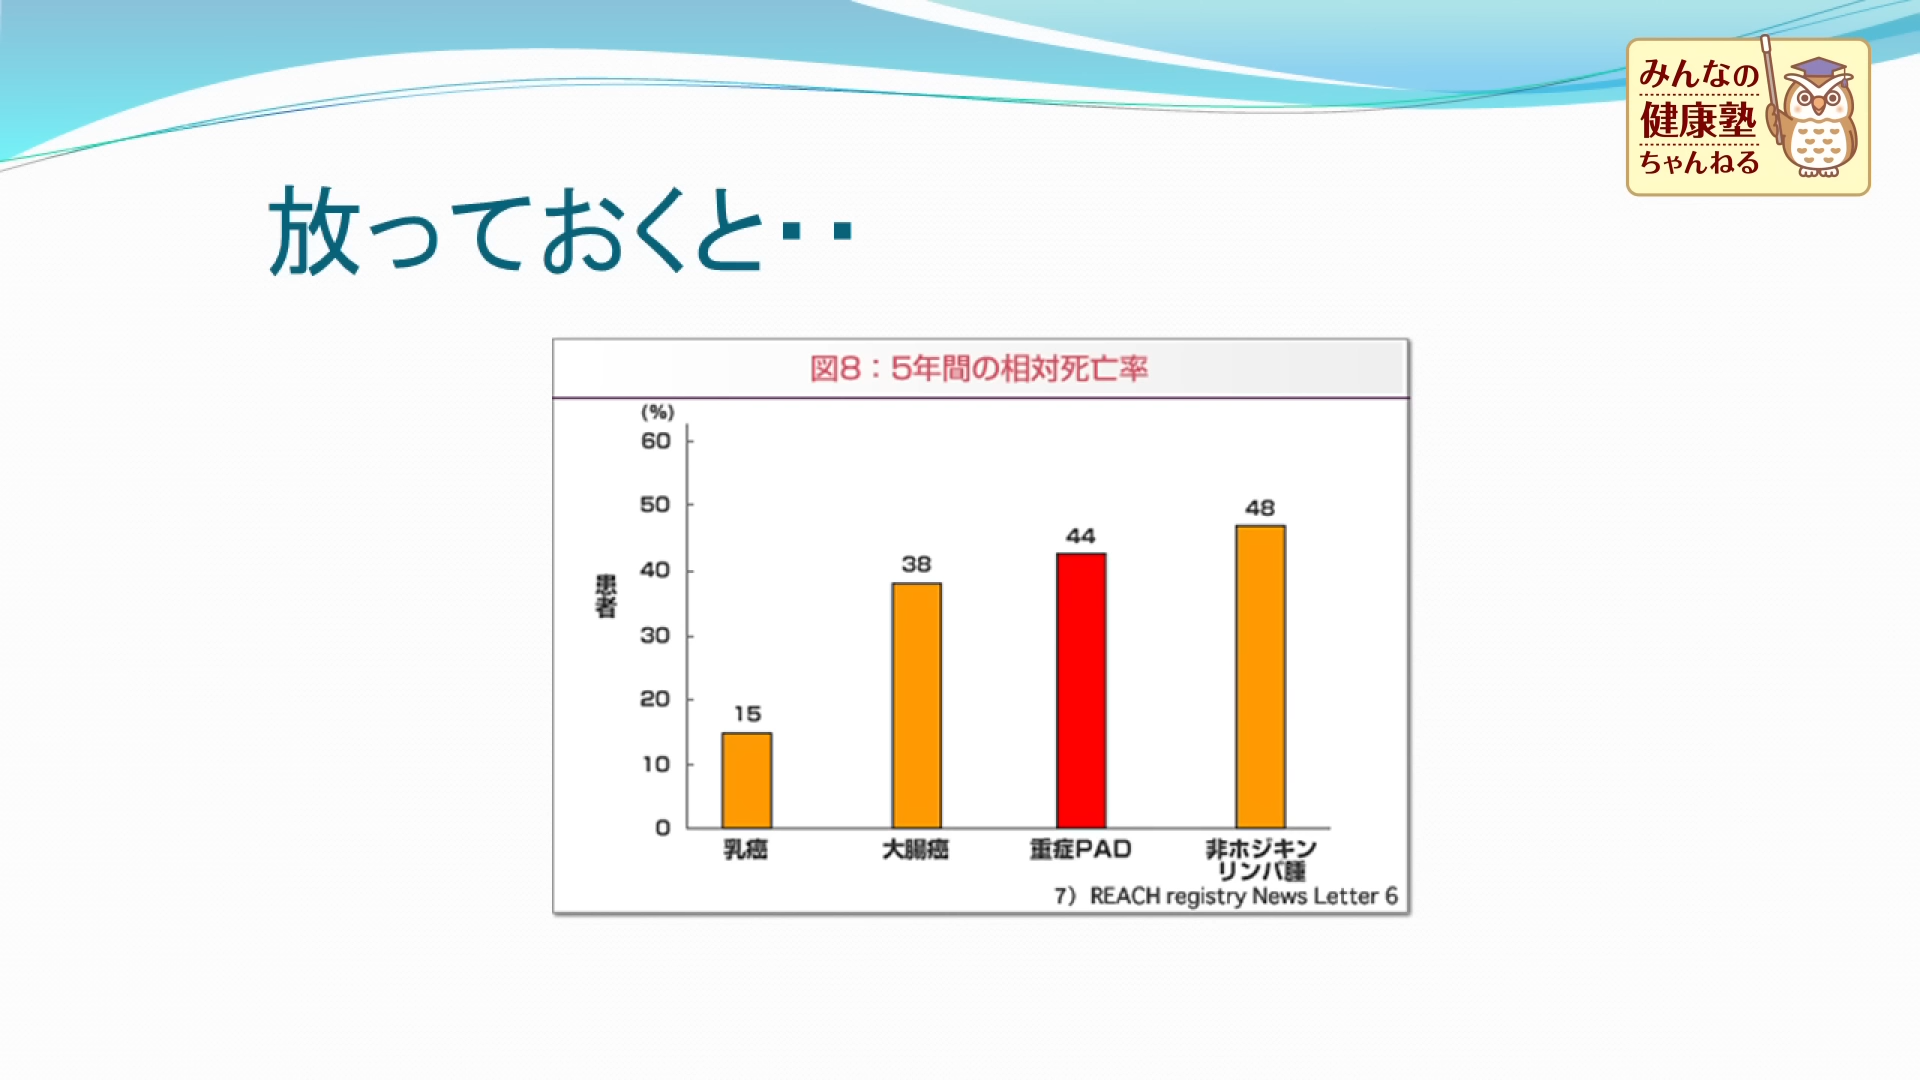 みんなの
健康塾
ちゃんねる
放っておくと・・
図8：5年間の相対死亡率
(%)
60
50
40
30
20
10
0
患者
15
38
44
48
乳癌
大腸癌
重症PAD
非ホジキン
リンパ腫
7）REACH registry News Letter 6